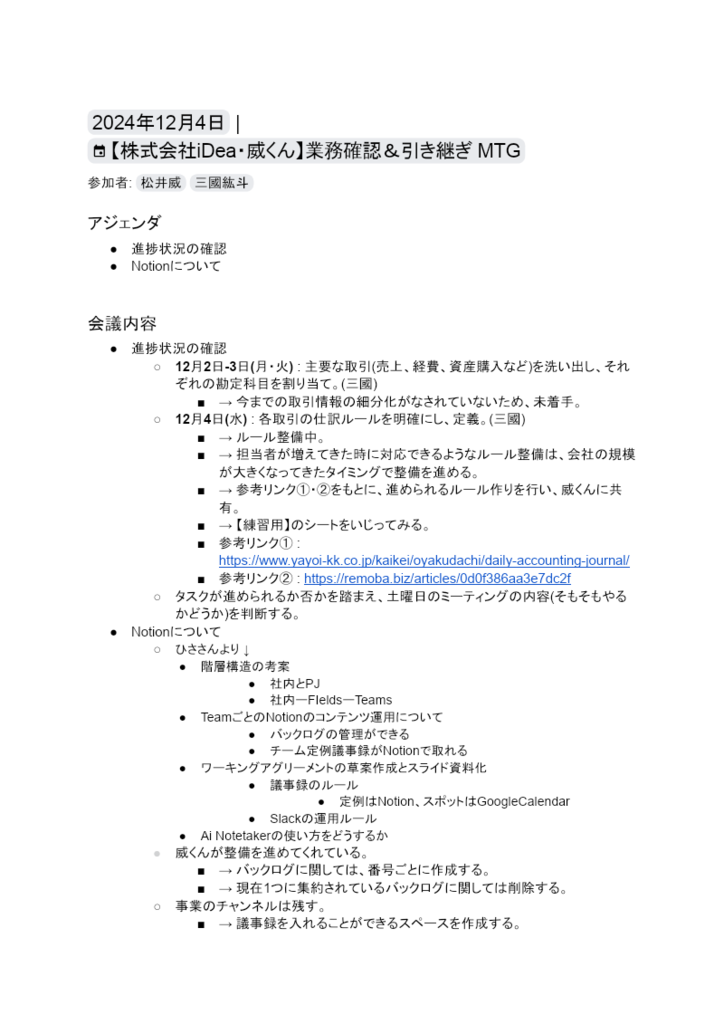 2024年12月4日 |
【株式会社iDea・威くん】業務確認＆引き継ぎ MTG
参加者: 松井威 三國紘斗
アジェンダ
● 進捗状況の確認
● Notionについて
会議内容
● 進捗状況の確認
○ 12月2日-3日(月・火) : 主要な取引(売上、経費、資産購入など)を洗い出し、それ
ぞれの勘定科目を割り当て。(三國)
■ → 今までの取引情報の細分化がなされていないため、未着手。
○ 12月4日(水) : 各取引の仕訳ルールを明確にし、定義。(三國)
■ → ルール整備中。
■ → 担当者が増えてきた時に対応できるようなルール整備は、会社の規模
が大きくなってきたタイミングで整備を進める。
■ → 参考リンク①・②をもとに、進められるルール作りを行い、威くんに共
有。
■ → 【練習用】のシートをいじってみる。
■ 参考リンク① :
https://www.yayoi-kk.co.jp/kaikei/oyakudachi/daily-accounting-journal/
■ 参考リンク② : https://remoba.biz/articles/0d0f386aa3e7dc2f
○ タスクが進められるか否かを踏まえ、土曜日のミーティングの内容(そもそもやる
かどうか)を判断する。
● Notionについて
○ ひささんより ↓
● 階層構造の考案
● 社内とPJ
● 社内ーFIeldsーTeams
● TeamごとのNotionのコンテンツ運用について
● バックログの管理ができる
● チーム定例議事録がNotionで取れる
● ワーキングアグリーメントの草案作成とスライド資料化
● 議事録のルール
● 定例はNotion、スポットはGoogleCalendar
● Slackの運用ルール
● Ai Notetakerの使い方をどうするか
● 威くんが整備を進めてくれている。
■ → バックログに関しては、番号ごとに作成する。
■ → 現在1つに集約されているバックログに関しては削除する。
○ 事業のチャンネルは残す。
■ → 議事録を入れることができるスペースを作成する。